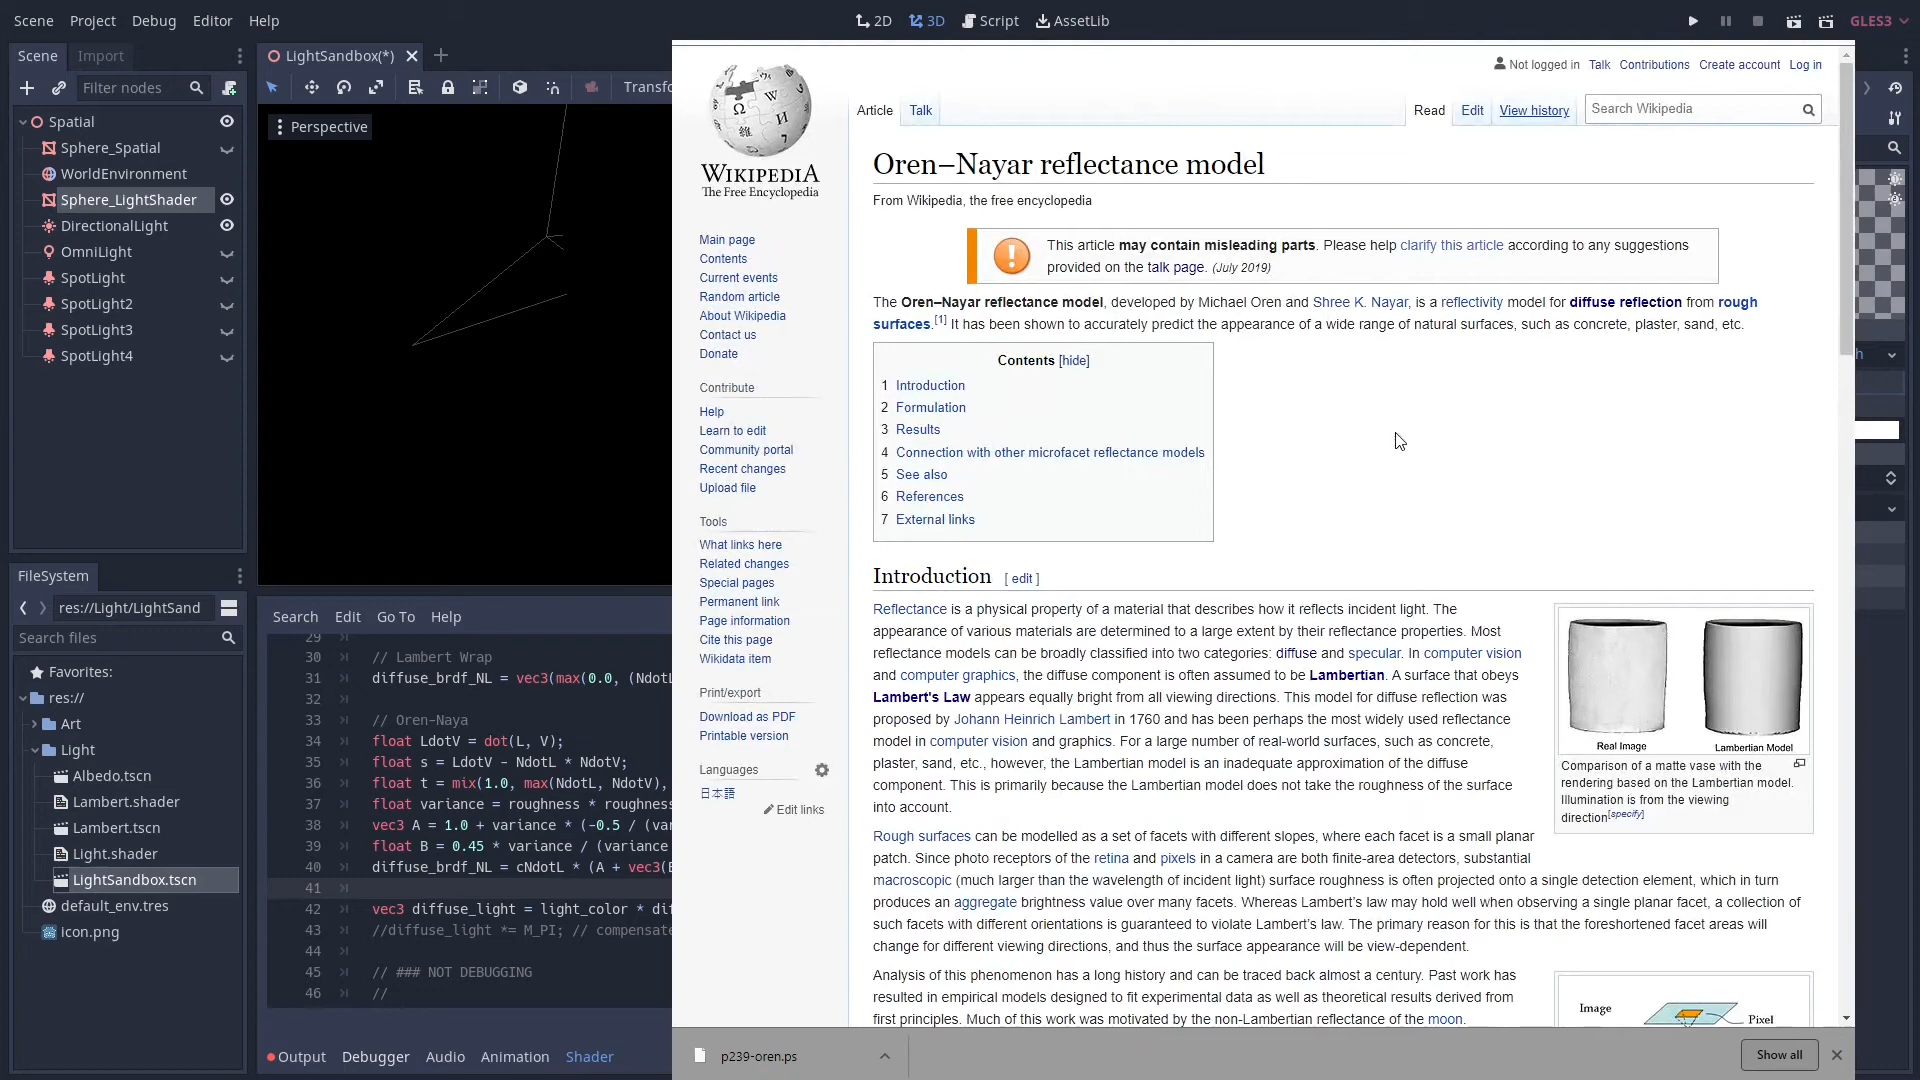 Scene Project Debug Editor Help
2D 3D Script AssetLib
GLES3
Scene Import
Filter nodes
Spatial
Sphere_Spatial
WorldEnvironment
Sphere_LightShader
DirectionalLight
OmniLight
SpotLight
SpotLight2
SpotLight3
SpotLight4
FileSystem
res://Light/LightSand
Search files
Favorites:
res://
Art
Light
Albedo.tscn
Lambert.shader
Lambert.tscn
Light.shader
LightSandbox.tscn
default_env.tres
icon.png
LightSandbox(*)
Transfo
Perspective
Search Edit Go To Help
29
30 // Lambert Wrap
31 diffuse_brdf_NL = vec3(max(0.0, (NdotL
32
33 // Oren-Naya
34 float LdotV = dot(L, V);
35 float s = LdotV - NdotL * NdotV;
36 float t = mix(1.0, max(NdotL, NdotV),
37 float variance = roughness * roughness
38 vec3 A = 1.0 + variance * (-0.5 / (var
39 float B = 0.45 * variance / (variance
40 diffuse_brdf_NL = cNdotL * (A + vec3(B
41
42 vec3 diffuse_light = light_color * dif
43 //diffuse_light *= M_PI; // compensate
44
45 // ### NOT DEBUGGING
46 //
Output Debugger Audio Animation Shader
WIKIPEDIA
The Free Encyclopedia
Main page
Contents
Current events
Random article
About Wikipedia
Contact us
Donate
Contribute
Help
Learn to edit
Community portal
Recent changes
Upload file
Tools
What links here
Related changes
Special pages
Permanent link
Page information
Cite this page
Wikidata item
Print/export
Download as PDF
Printable version
Languages
日本語
Edit links
Not logged in Talk Contributions Create account Log in
Article Talk Read Edit View history Search Wikipedia
Oren–Nayar reflectance model
From Wikipedia, the free encyclopedia
This article may contain misleading parts. Please help clarify this article according to any suggestions
provided on the talk page. (July 2019)
The Oren–Nayar reflectance model, developed by Michael Oren and Shree K. Nayar, is a reflectivity model for diffuse reflection from rough
surfaces.[1] It has been shown to accurately predict the appearance of a wide range of natural surfaces, such as concrete, plaster, sand, etc.
Contents [hide]
1 Introduction
2 Formulation
3 Results
4 Connection with other microfacet reflectance models
5 See also
6 References
7 External links
Introduction [ edit ]
Reflectance is a physical property of a material that describes how it reflects incident light. The
appearance of various materials are determined to a large extent by their reflectance properties. Most
reflectance models can be broadly classified into two categories: diffuse and specular. In computer vision
and computer graphics, the diffuse component is often assumed to be Lambertian. A surface that obeys
Lambert's Law appears equally bright from all viewing directions. This model for diffuse reflection was
proposed by Johann Heinrich Lambert in 1760 and has been perhaps the most widely used reflectance
model in computer vision and graphics. For a large number of real-world surfaces, such as concrete,
plaster, sand, etc., however, the Lambertian model is an inadequate approximation of the diffuse
component. This is primarily because the Lambertian model does not take the roughness of the surface
into account.
Real Image Lambertian Model
Comparison of a matte vase with the
rendering based on the Lambertian model.
Illumination is from the viewing
direction[specify]
Rough surfaces can be modelled as a set of facets with different slopes, where each facet is a small planar
patch. Since photo receptors of the retina and pixels in a camera are both finite-area detectors, substantial
macroscopic (much larger than the wavelength of incident light) surface roughness is often projected onto a single detection element, which in turn
produces an aggregate brightness value over many facets. Whereas Lambert's law may hold well when observing a single planar facet, a collection of
such facets with different orientations is guaranteed to violate Lambert's law. The primary reason for this is that the foreshortened facet areas will
change for different viewing directions, and thus the surface appearance will be view-dependent.
Analysis of this phenomenon has a long history and can be traced back almost a century. Past work has
resulted in empirical models designed to fit experimental data as well as theoretical results derived from
first principles. Much of this work was motivated by the non-Lambertian reflectance of the moon.
Image
Pixel
p239-oren.ps
Show all